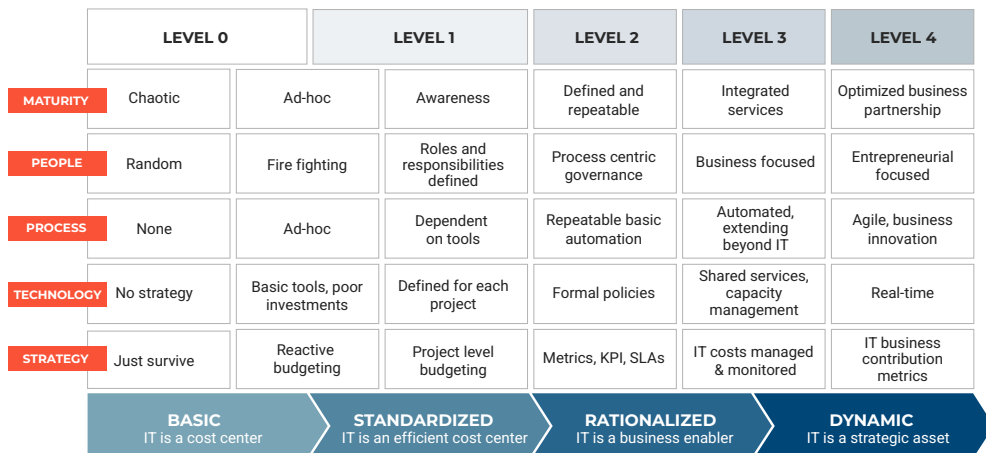 LEVEL 0
LEVEL 1
LEVEL 2
LEVEL 3
LEVEL 4
MATURITY
Chaotic
Ad-hoc
Awareness
Defined and
repeatable
Integrated
services
Optimized business
partnership
PEOPLE
Random
Fire fighting
Roles and
responsibilities
defined
Process centric
governance
Business focused
Entrepreneurial
focused
PROCESS
None
Ad-hoc
Dependent
on tools
Repeatable basic
automation
Automated,
extending
beyond IT
Agile, business
innovation
TECHNOLOGY
No strategy
Basic tools, poor
investments
Defined for each
project
Formal policies
Shared services,
capacity
management
Real-time
STRATEGY
Just survive
Reactive
budgeting
Project level
budgeting
Metrics, KPI, SLAs
IT costs managed
& monitored
IT business
contribution
metrics
BASIC
IT is a cost center
STANDARDIZED
IT is an efficient cost center
RATIONALIZED
IT is a business enabler
DYNAMIC
IT is a strategic asset